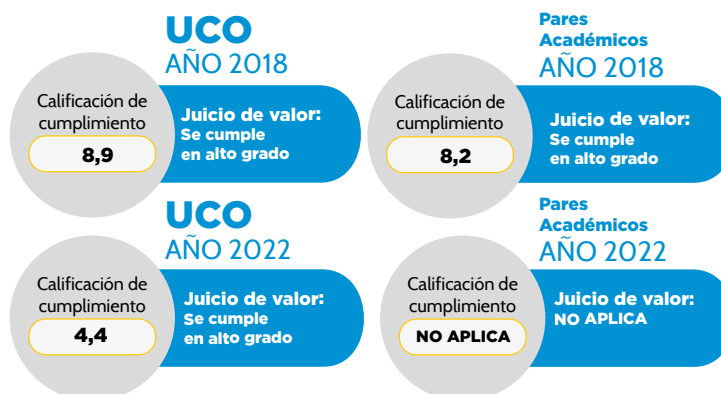 UCO
AÑO 2018
Calificación de
cumplimiento
8,9
Juicio de valor:
Se cumple
en alto grado
Pares
Académicos
AÑO 2018
Calificación de
cumplimiento
8,2
Juicio de valor:
Se cumple
en alto grado
UCO
AÑO 2022
Calificación de
cumplimiento
4,4
Juicio de valor:
Se cumple
en alto grado
Pares
Académicos
AÑO 2022
Calificación de
cumplimiento
NO APLICA
Juicio de valor:
NO APLICA